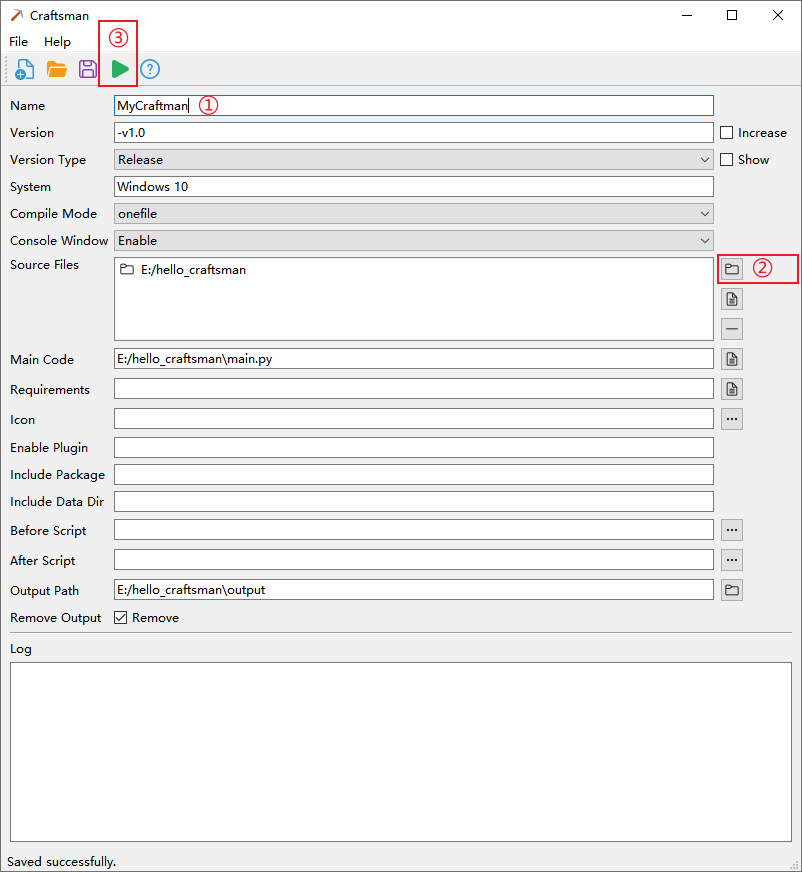 Craftsman
File Help
③
Name MyCraftman ①
Version -v1.0 Increase
Version Type Release Show
System Windows 10
Compile Mode onefile
Console Window Enable
Source Files E:/hello_craftsman ②
Main Code E:/hello_craftsman\main.py
Requirements
Icon
Enable Plugin
Include Package
Include Data Dir
Before Script
After Script
Output Path E:/hello_craftsman\output
Remove Output Remove
Log
Saved successfully.